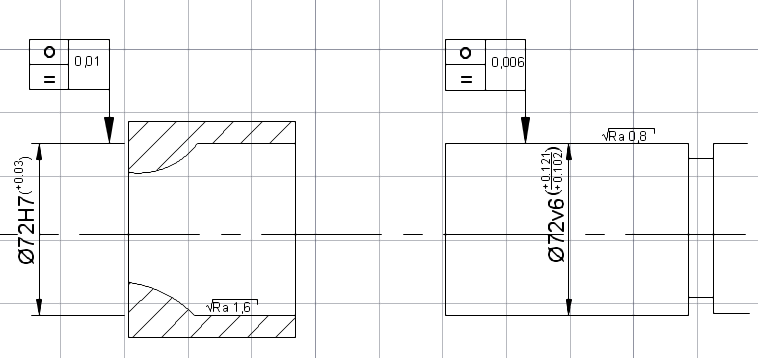 0,01
=
0,006
=
√Ra 0,8
Ø72H7(+0.03)
Ø72v6(+0.121
+0.102)
√Ra 1,6